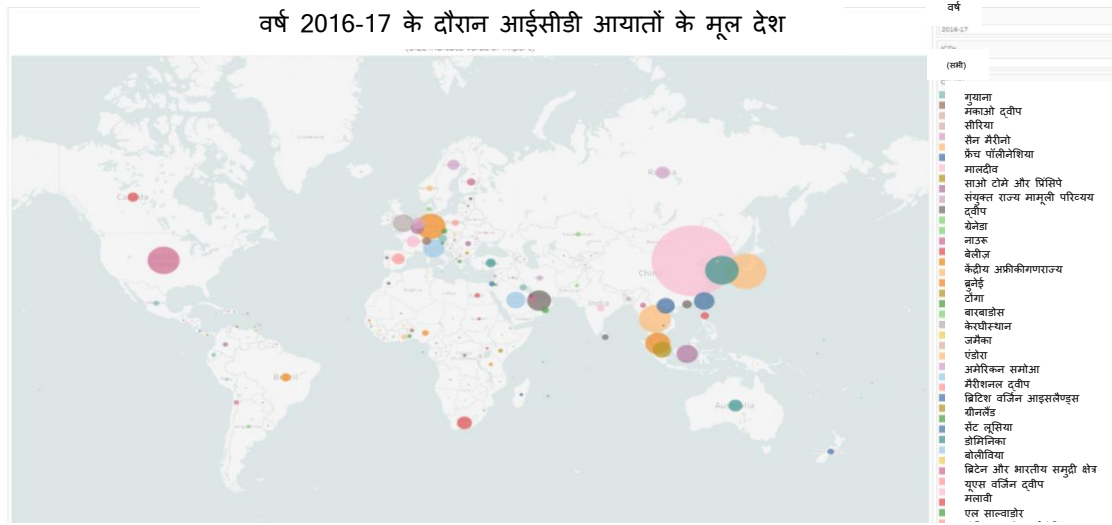 वर्ष 2016-17 के दौरान आईसीडी आयातों के मूल देश
वर्ष
2016-17
(सभी)
गुयाना
मकाओ द्वीप
सीरिया
सैन मैरीनो
फ्रेंच पॉलीनेशिया
मालदीव
साओ टोमे और प्रिंसिपे
संयुक्त राज्य मामूली परिव्यय
द्वीप
ग्रेनेडा
नाउरू
बेलीज़
केंद्रीय अफ्रीकीगणराज्य
ब्रुनेई
टोंगा
बारबाडोस
केरघीस्थान
जमैका
एंडोरा
अमेरिकन समोआ
मैरीशनल द्वीप
ब्रिटिश वर्जिन आइसलैण्ड्स
ग्रीनलैंड
सेंट लूसिया
डोमिनिका
बोलीविया
ब्रिटेन और भारतीय समुद्री क्षेत्र
यूएस वर्जिन द्वीप
मलावी
एल साल्वाडोर
Canada
Russia
China
India
Brazil
Australia